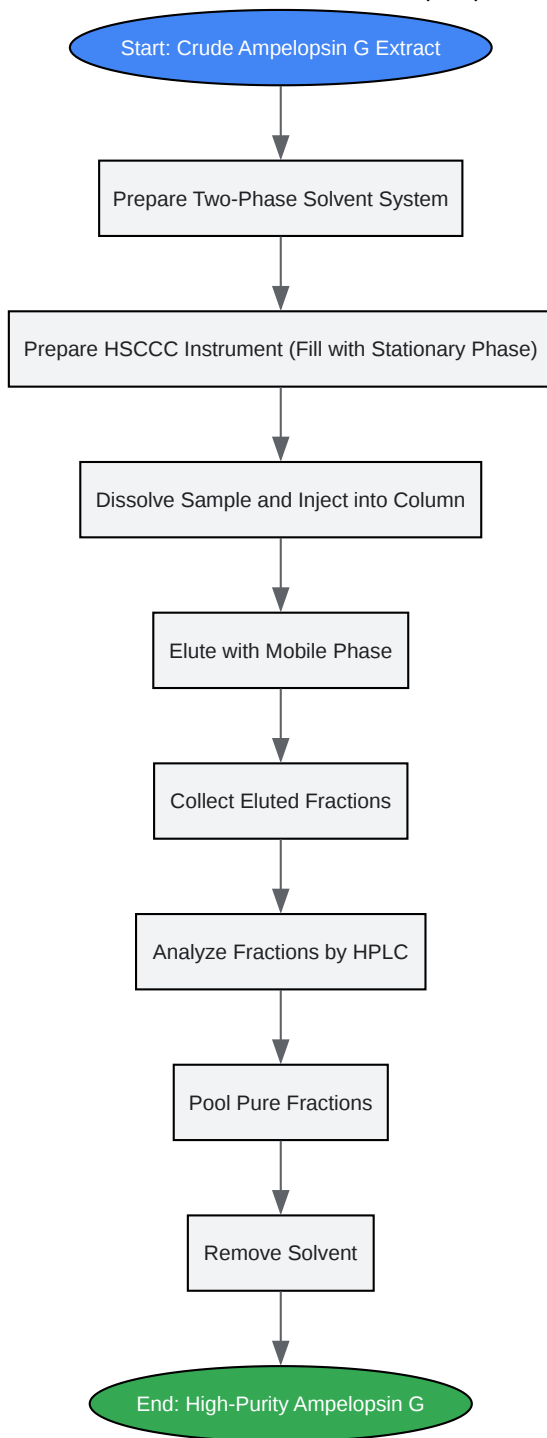 Start: Crude Ampelopsin G Extract
Prepare Two-Phase Solvent System
Prepare HSCCC Instrument (Fill with Stationary Phase)
Dissolve Sample and Inject into Column
Elute with Mobile Phase
Collect Eluted Fractions
Analyze Fractions by HPLC
Pool Pure Fractions
Remove Solvent
End: High-Purity Ampelopsin G